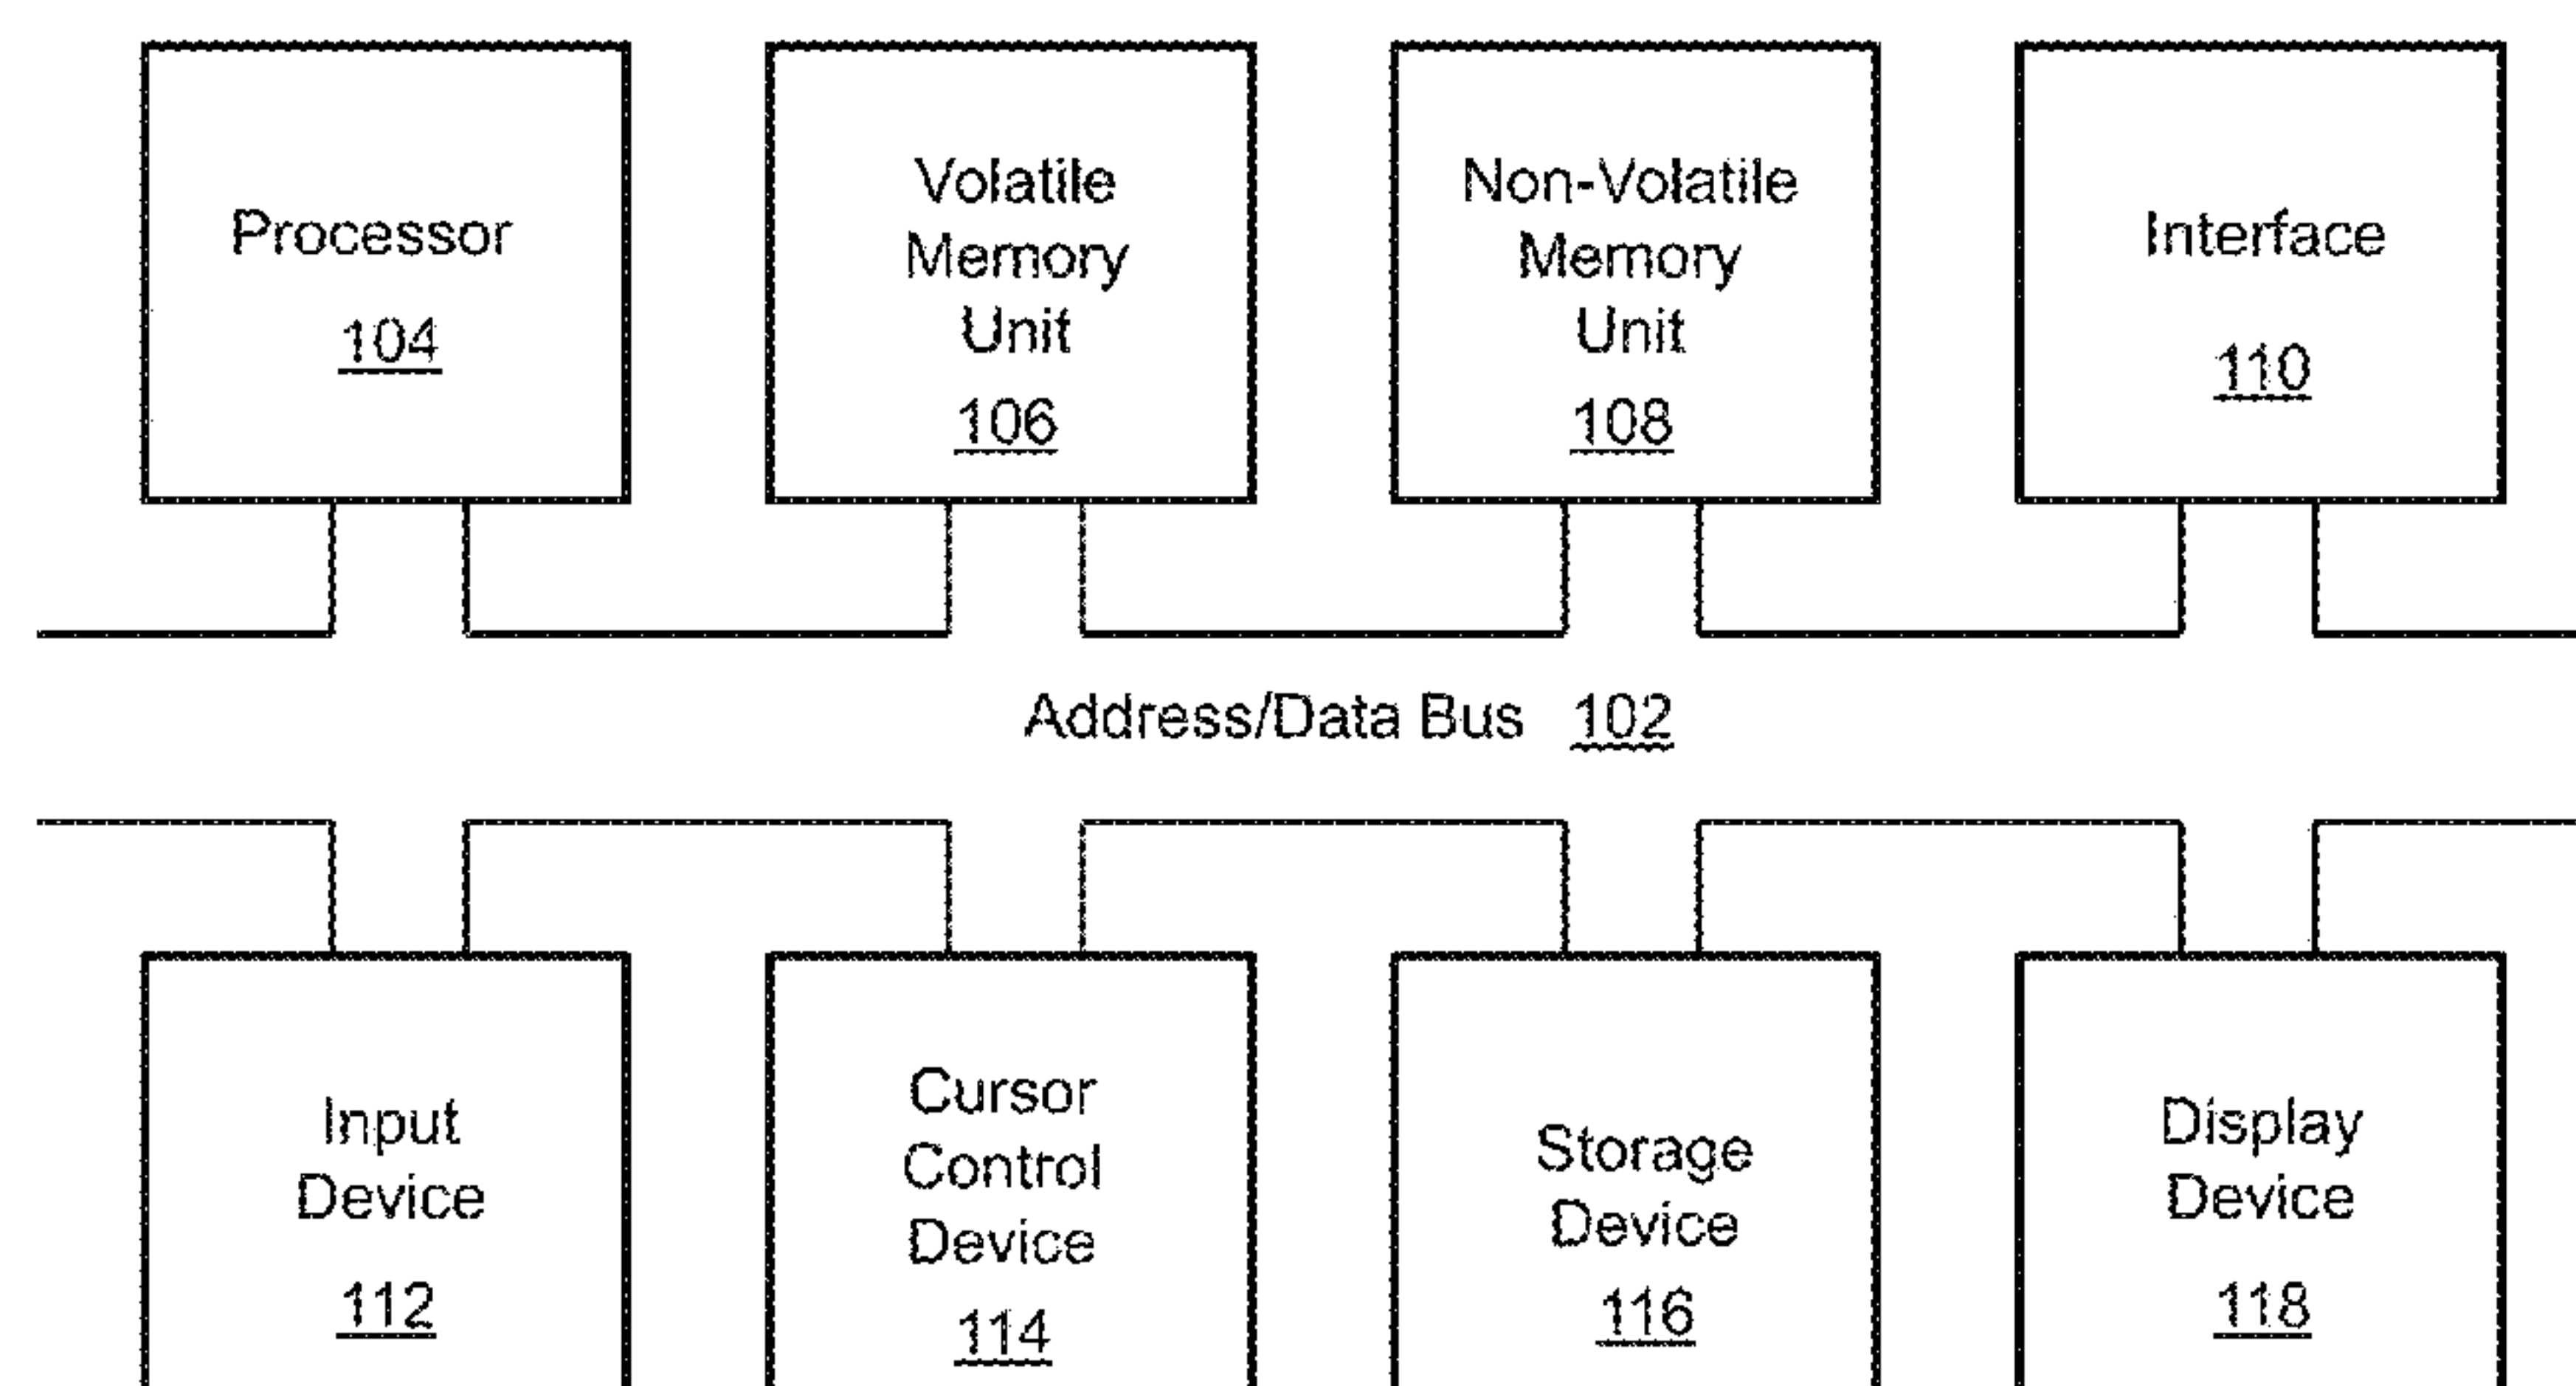 Processor
104
Volatile
Memory
Unit
106
Non-Volatile
Memory
Unit
108
Interface
110
Address/Data Bus 102
Input
Device
112
Cursor
Control
Device
114
Storage
Device
116
Display
Device
118